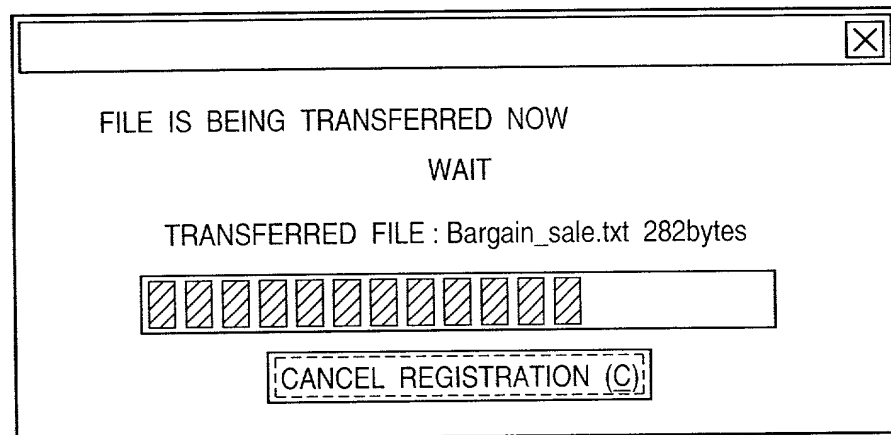 FILE IS BEING TRANSFERRED NOW
WAIT
TRANSFERRED FILE : Bargain_sale.txt 282bytes
CANCEL REGISTRATION (C)